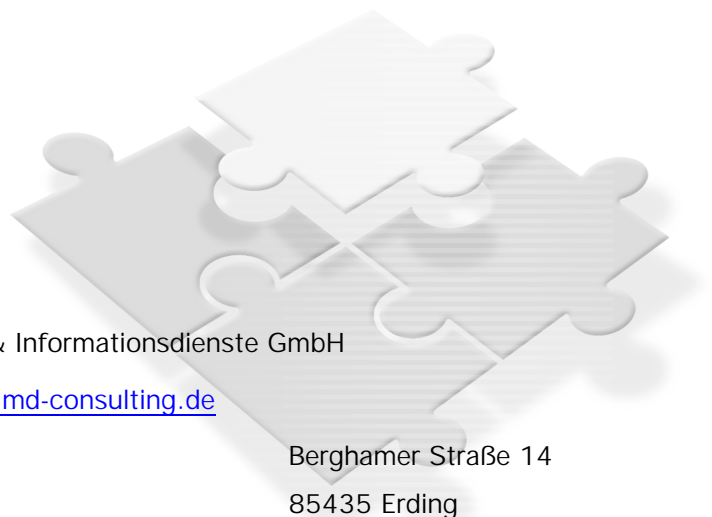 & Informationsdienste GmbH
md-consulting.de
Berghamer Straße 14
85435 Erding